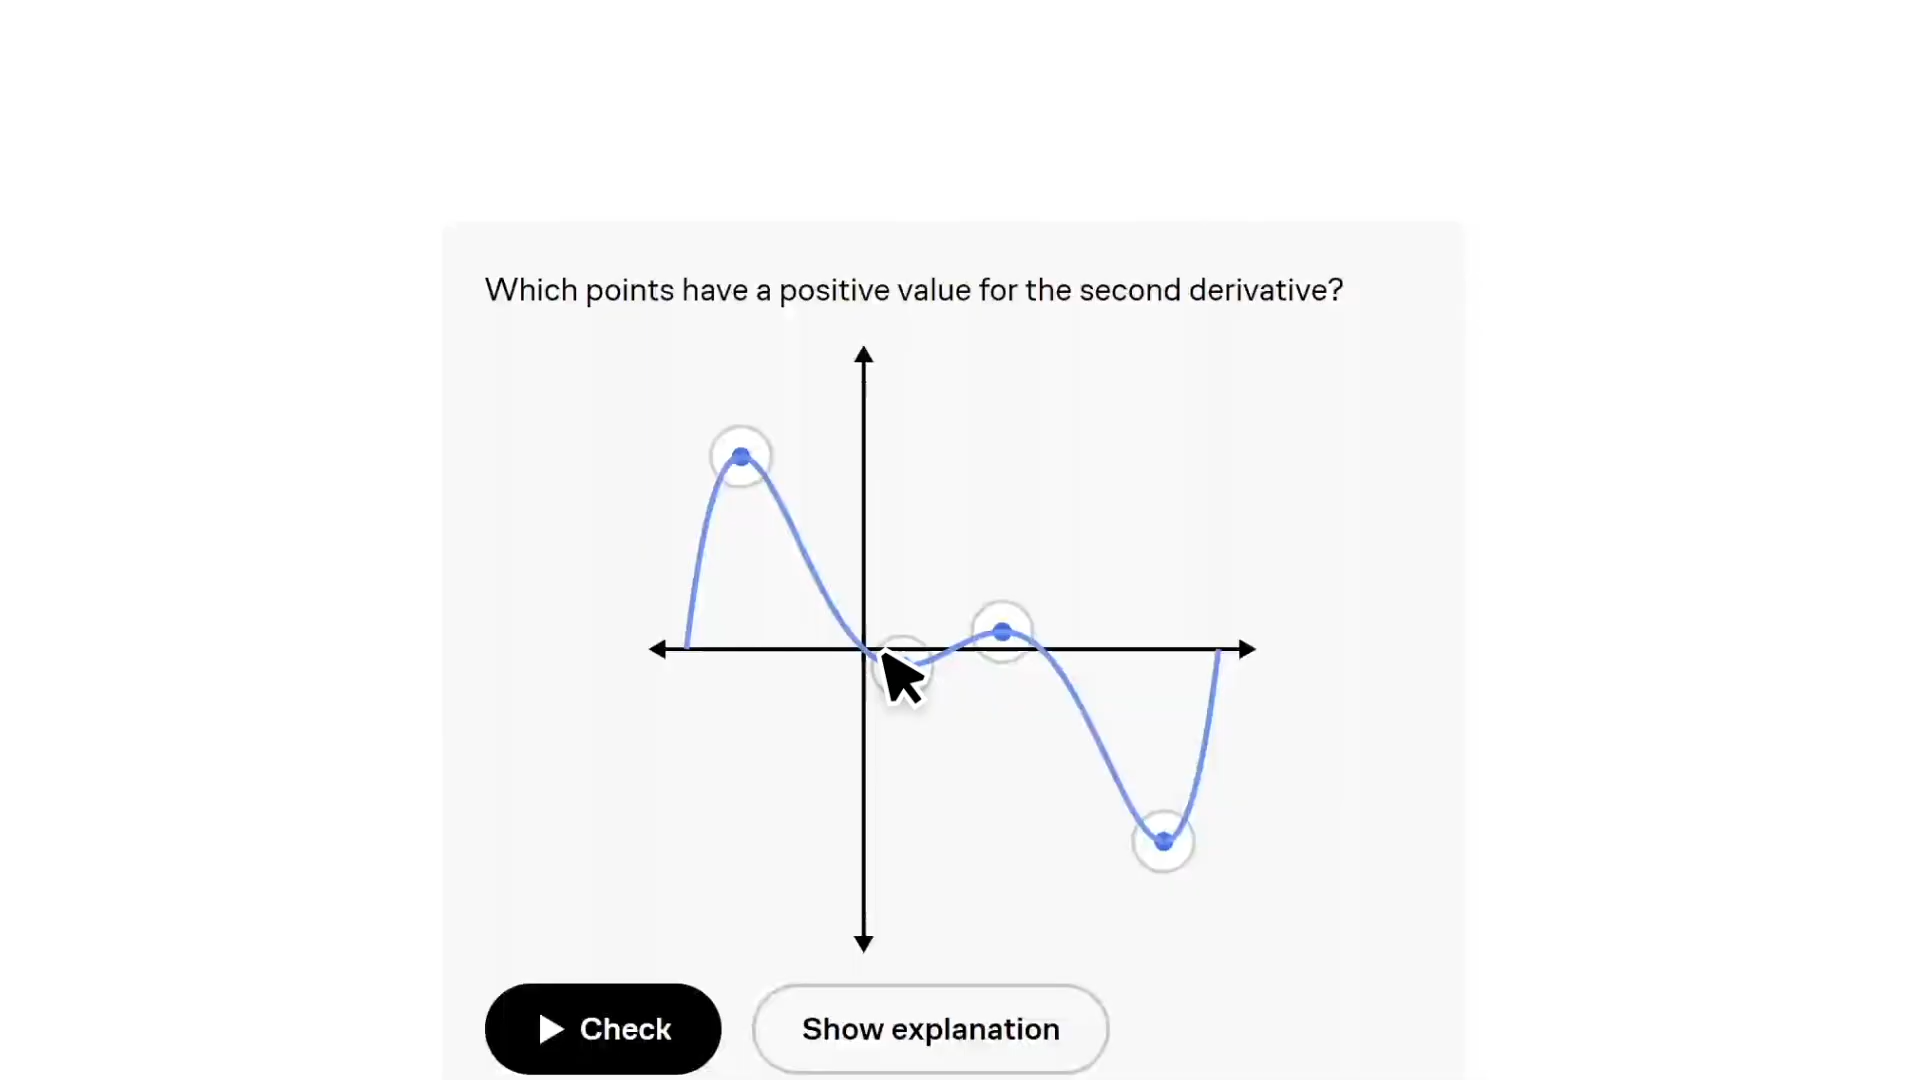 Which points have a positive value for the second derivative?
Check
Show explanation